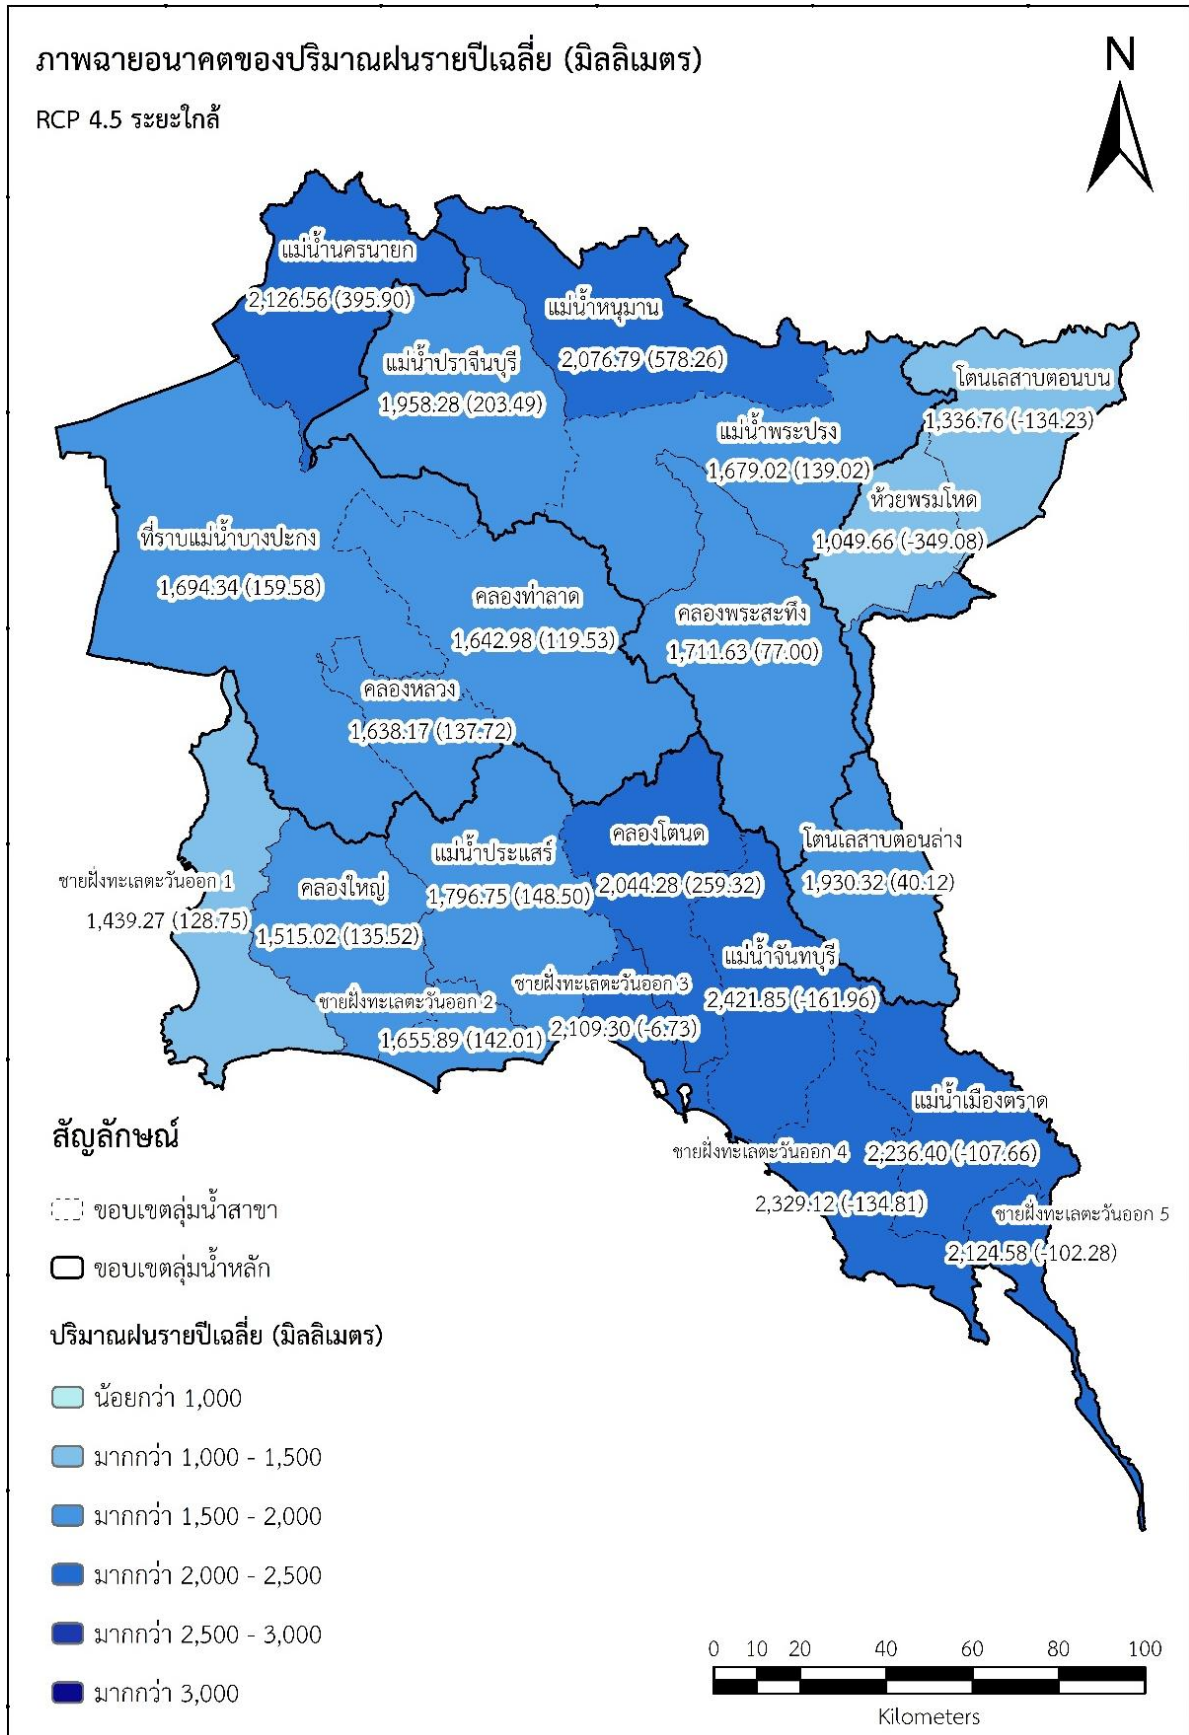 ภาพฉายอนาคตของปริมาณฝนรายปีเฉลี่ย (มิลลิเมตร)
N
RCP 4.5 ระยะใกล้
แม่น้ำนครนายก
2,126.56 (395.90)
แม่น้ำหนุมาน
2,076.79 (578.26)
แม่น้ำปราจีนบุรี
1,958.28 (203.49)
โตนเลสาบตอนบน
1,336.76 (-134.23)
แม่น้ำพระปรง
1,679.02 (139.02)
ห้วยพรมโหด
1,049.66 (-349.08)
ที่ราบแม่น้ำบางปะกง
1,694.34 (159.58)
คลองท่าลาด
1,642.98 (119.53)
คลองพระสะทึง
1,711.63 (77.00)
คลองหลวง
1,638.17 (137.72)
คลองโตนด
2,044.28 (259.32)
โตนเลสาบตอนล่าง
1,930.32 (40.12)
แม่น้ำประแสร์
1,796.75 (148.50)
ชายฝั่งทะเลตะวันออก 1
1,439.27 (128.75)
คลองใหญ่
1,515.02 (135.52)
แม่น้ำจันทบุรี
2,421.85 (-161.96)
ชายฝั่งทะเลตะวันออก 3
2,109.30 (-6.73)
ชายฝั่งทะเลตะวันออก 2
1,655.89 (142.01)
แม่น้ำเมืองตราด
2,236.40 (-107.66)
ชายฝั่งทะเลตะวันออก 4
2,329.12 (-134.81)
ชายฝั่งทะเลตะวันออก 5
2,124.58 (-102.28)
สัญลักษณ์
ขอบเขตลุ่มน้ำสาขา
ขอบเขตลุ่มน้ำหลัก
ปริมาณฝนรายปีเฉลี่ย (มิลลิเมตร)
น้อยกว่า 1,000
มากกว่า 1,000 - 1,500
มากกว่า 1,500 - 2,000
มากกว่า 2,000 - 2,500
มากกว่า 2,500 - 3,000
มากกว่า 3,000
0 10 20 40 60 80 100
Kilometers